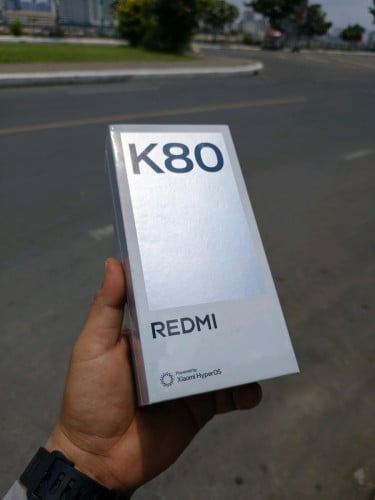 K80
REDMI
Powered by
Xiaomi HyperOS